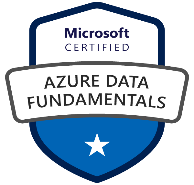 Microsoft
CERTIFIED
AZURE DATA
FUNDAMENTALS